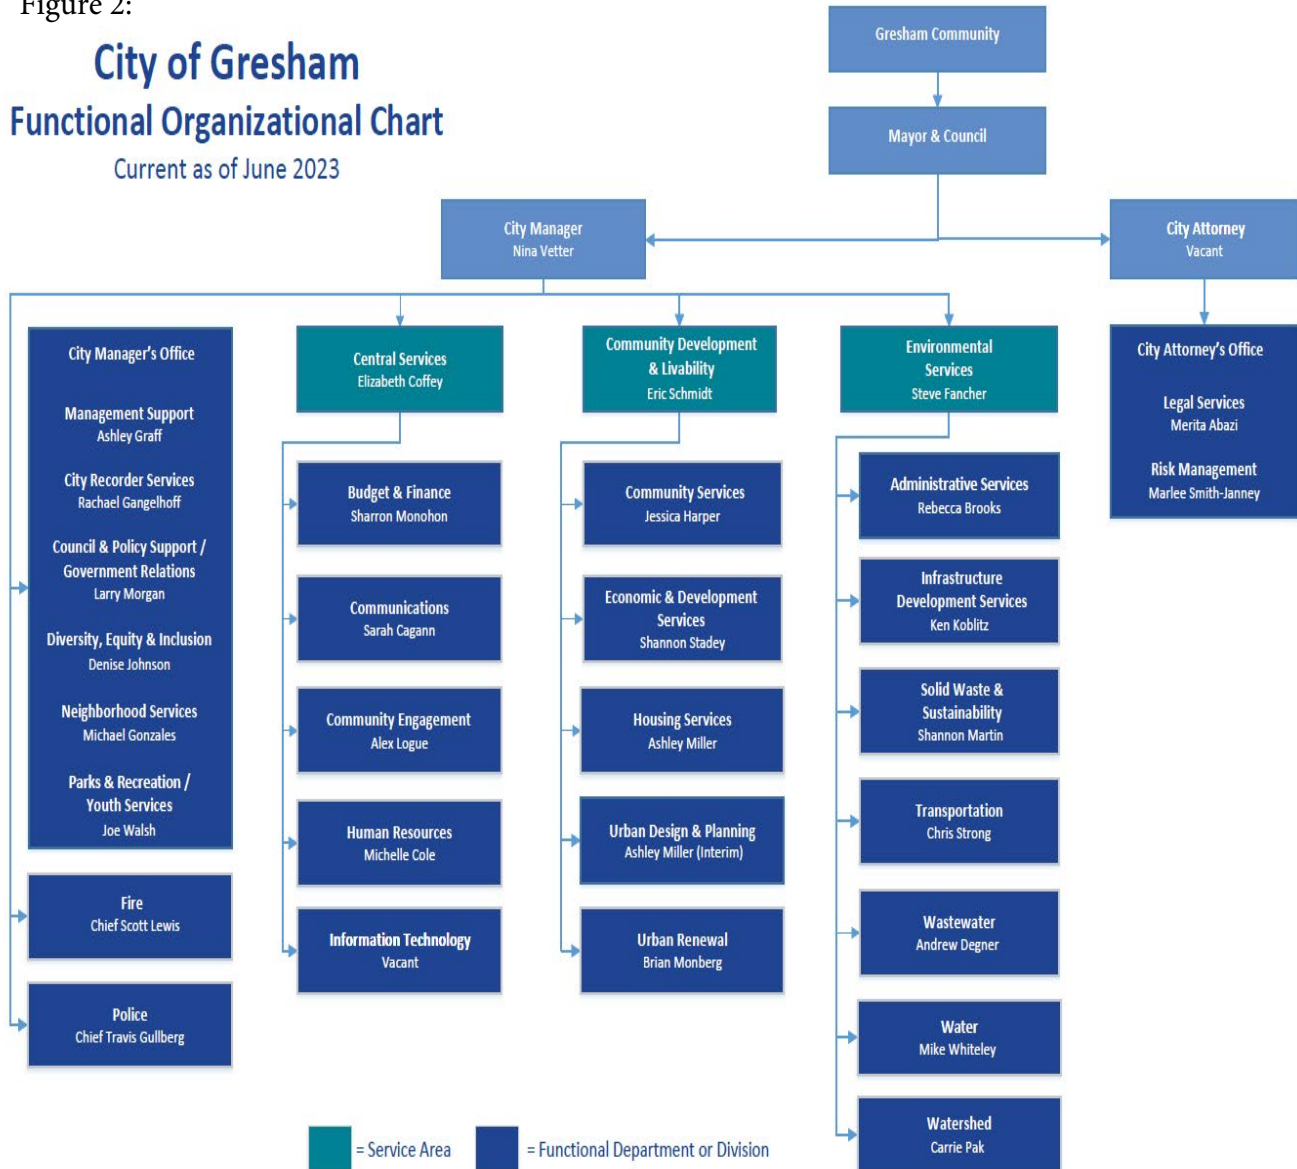 Figure 2:
City of Gresham
Functional Organizational Chart
Current as of June 2023
Gresham Community
Mayor & Council
City Manager
Nina Vetter
City Attorney
Vacant
City Manager's Office
Management Support
Ashley Graff
City Recorder Services
Rachael Gangelhoff
Council & Policy Support /
Government Relations
Larry Morgan
Diversity, Equity & Inclusion
Denise Johnson
Neighborhood Services
Michael Gonzales
Parks & Recreation /
Youth Services
Joe Walsh
Fire
Chief Scott Lewis
Police
Chief Travis Gullberg
Central Services
Elizabeth Coffey
Budget & Finance
Sharron Monohon
Communications
Sarah Cagann
Community Engagement
Alex Logue
Human Resources
Michelle Cole
Information Technology
Vacant
Community Development
& Livability
Eric Schmidt
Community Services
Jessica Harper
Economic & Development
Services
Shannon Stadey
Housing Services
Ashley Miller
Urban Design & Planning
Ashley Miller (Interim)
Urban Renewal
Brian Monberg
Environmental
Services
Steve Fancher
Administrative Services
Rebecca Brooks
Infrastructure
Development Services
Ken Koblitz
Solid Waste &
Sustainability
Shannon Martin
Transportation
Chris Strong
Wastewater
Andrew Degner
Water
Mike Whiteley
Watershed
Carrie Pak
City Attorney's Office
Legal Services
Merita Abazi
Risk Management
Marlee Smith-Janney
= Service Area
= Functional Department or Division